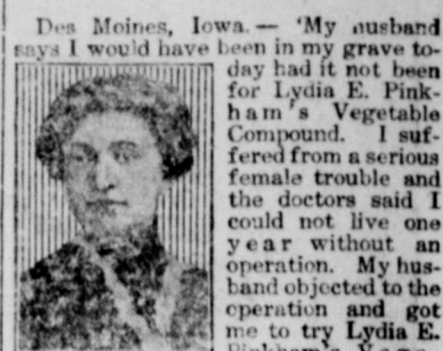 Des Moines, Iowa.— 'My husband
says I would have been in my grave to-
day had it not been
for Lydia E. Pink-
ham's Vegetable
Compound. I suf-
fered from a serious
female trouble and
the doctors said I
could not live one
year without an
operation. My hus-
band objected to the
operation and got
me to try Lydia E.
Pinkham's